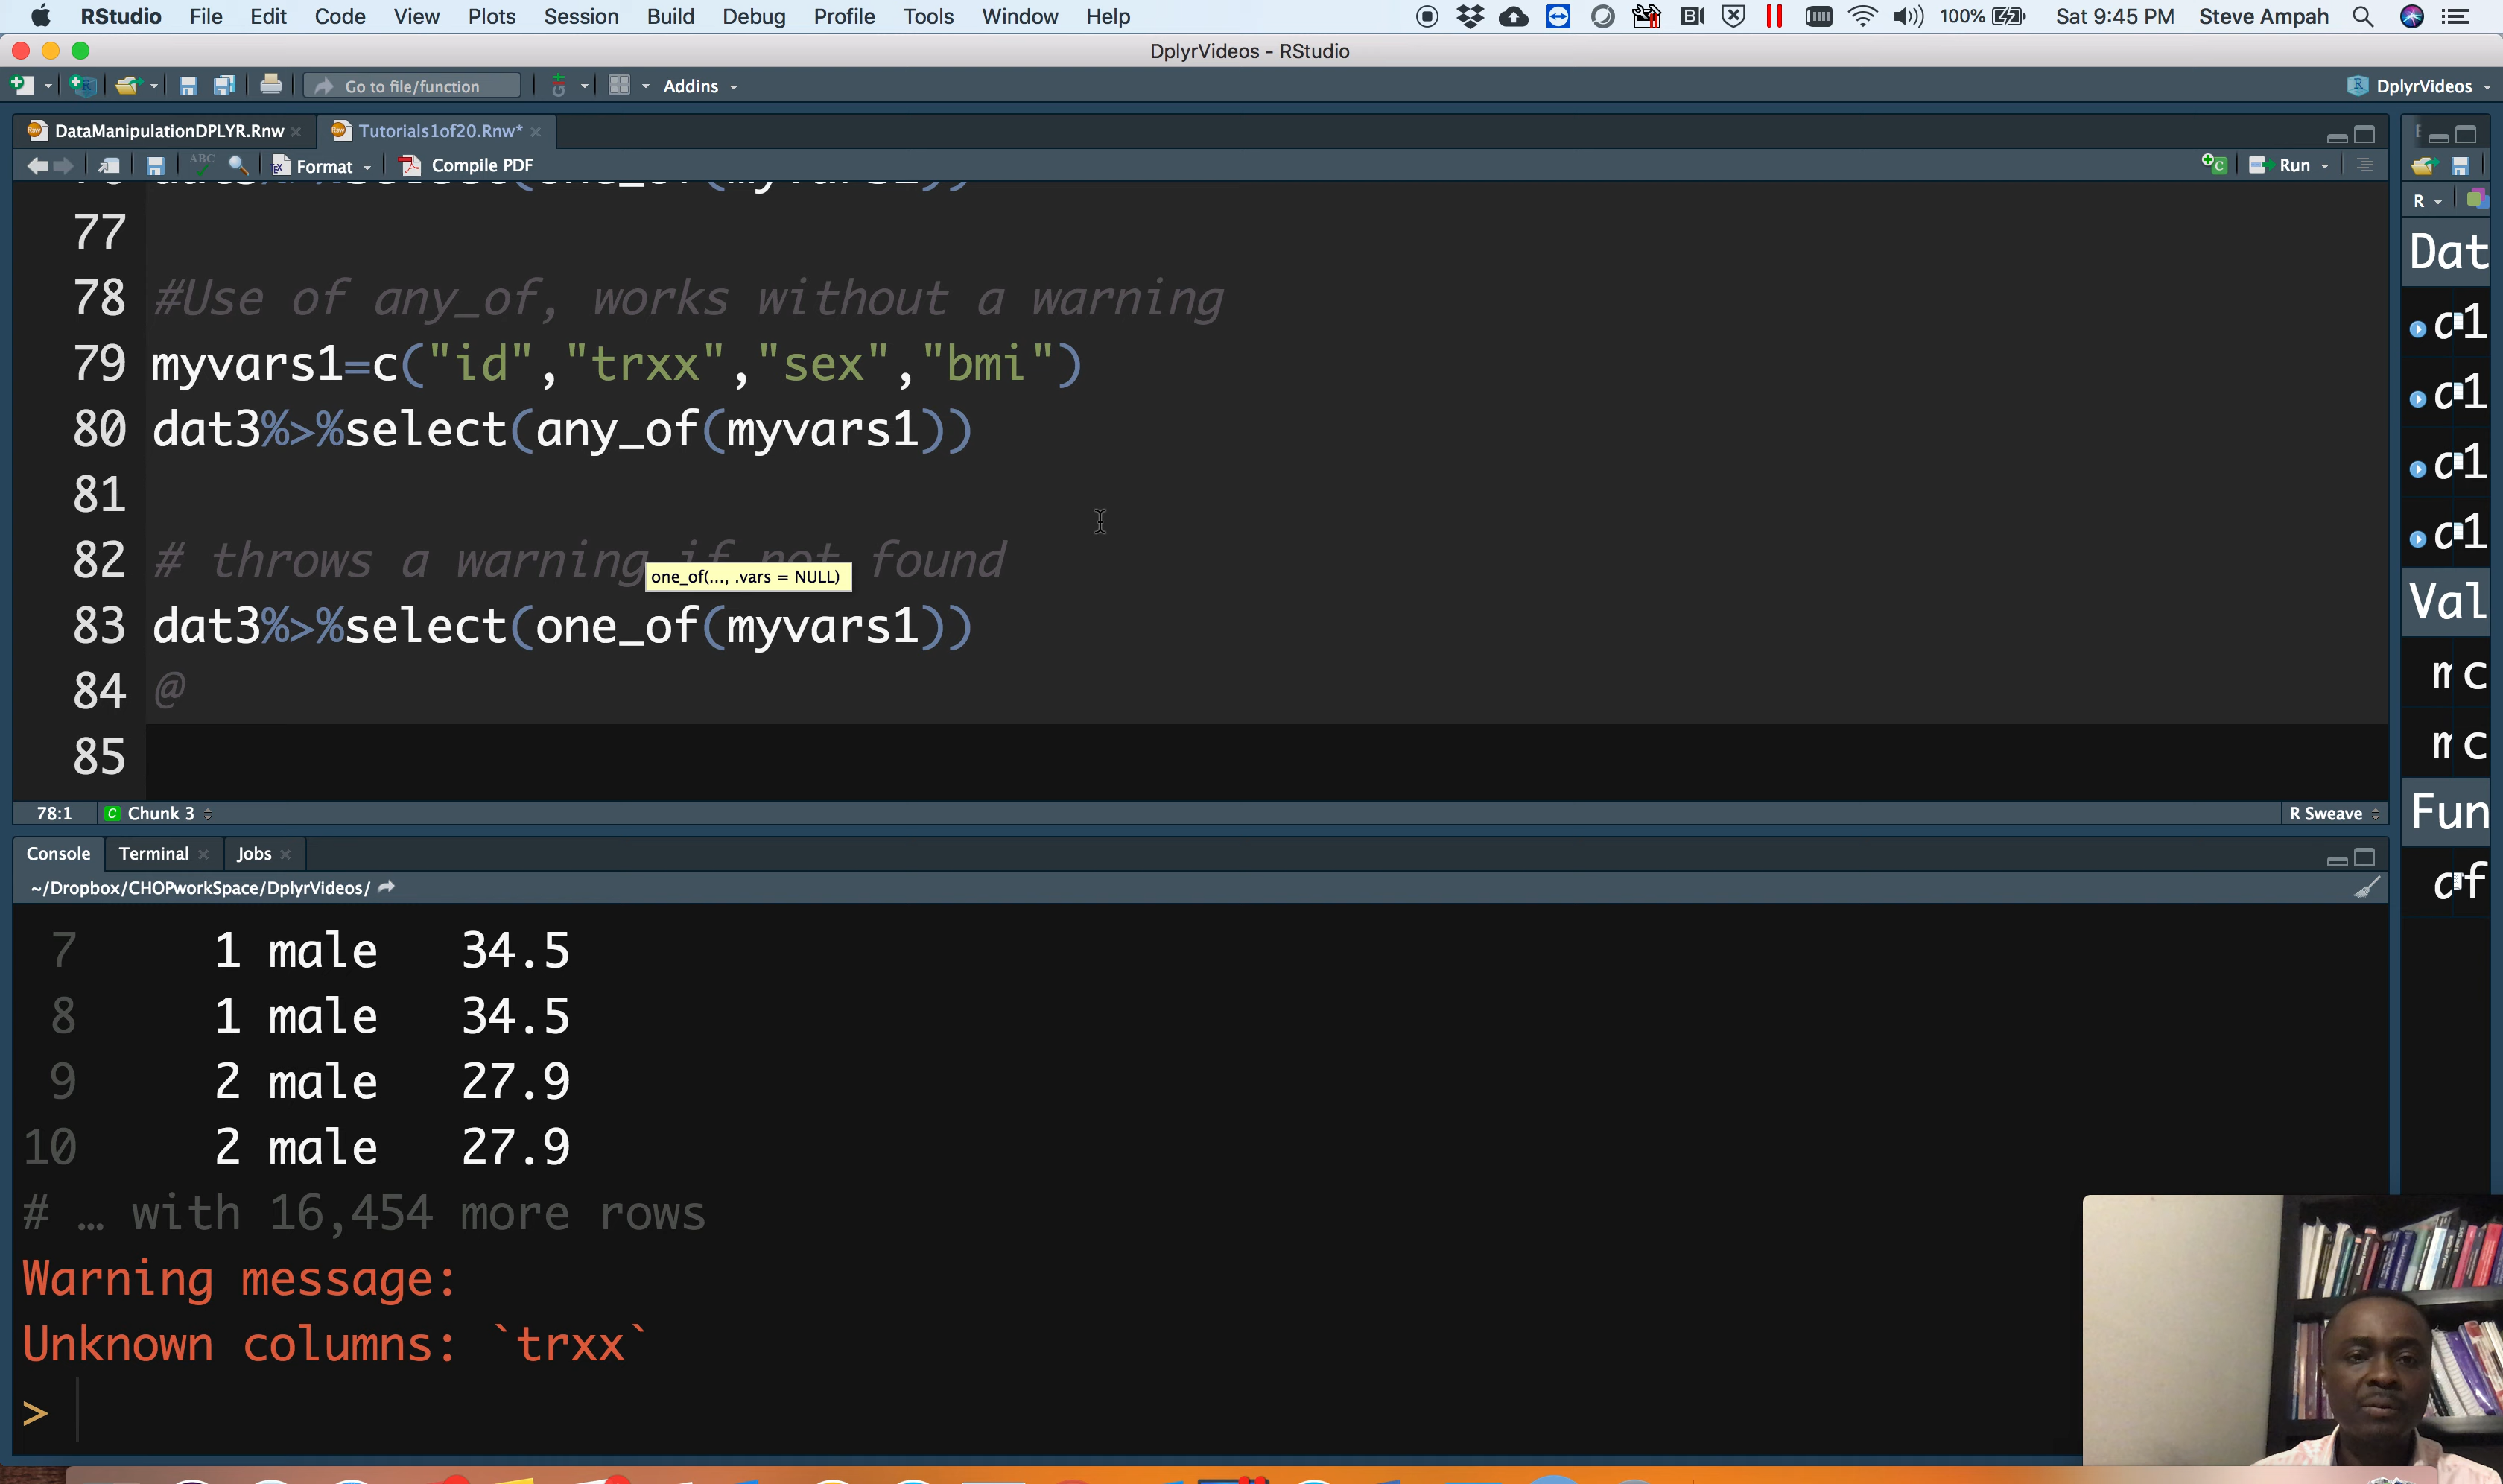 RStudio File Edit Code View Plots Session Build Debug Profile Tools Window Help 100% Sat 9:45 PM Steve Ampah
DplyrVideos - RStudio
Go to file/function Addins DplyrVideos
DataManipulationDPLYR.Rnw Tutorials1of20.Rnw*
ABC Format Compile PDF Run
R
77
78 #Use of any_of, works without a warning
79 myvars1=c("id","trxx","sex","bmi")
80 dat3%>%select(any_of(myvars1))
81
82 # throws a warning if not found
one_of(..., .vars = NULL)
83 dat3%>%select(one_of(myvars1))
84 @
85
78:1 Chunk 3 R Sweave
Dat
Val
Fun
Console Terminal Jobs
~/Dropbox/CHOPworkSpace/DplyrVideos/
7 1 male 34.5
8 1 male 34.5
9 2 male 27.9
10 2 male 27.9
# … with 16,454 more rows
Warning message:
Unknown columns: `trxx`
>